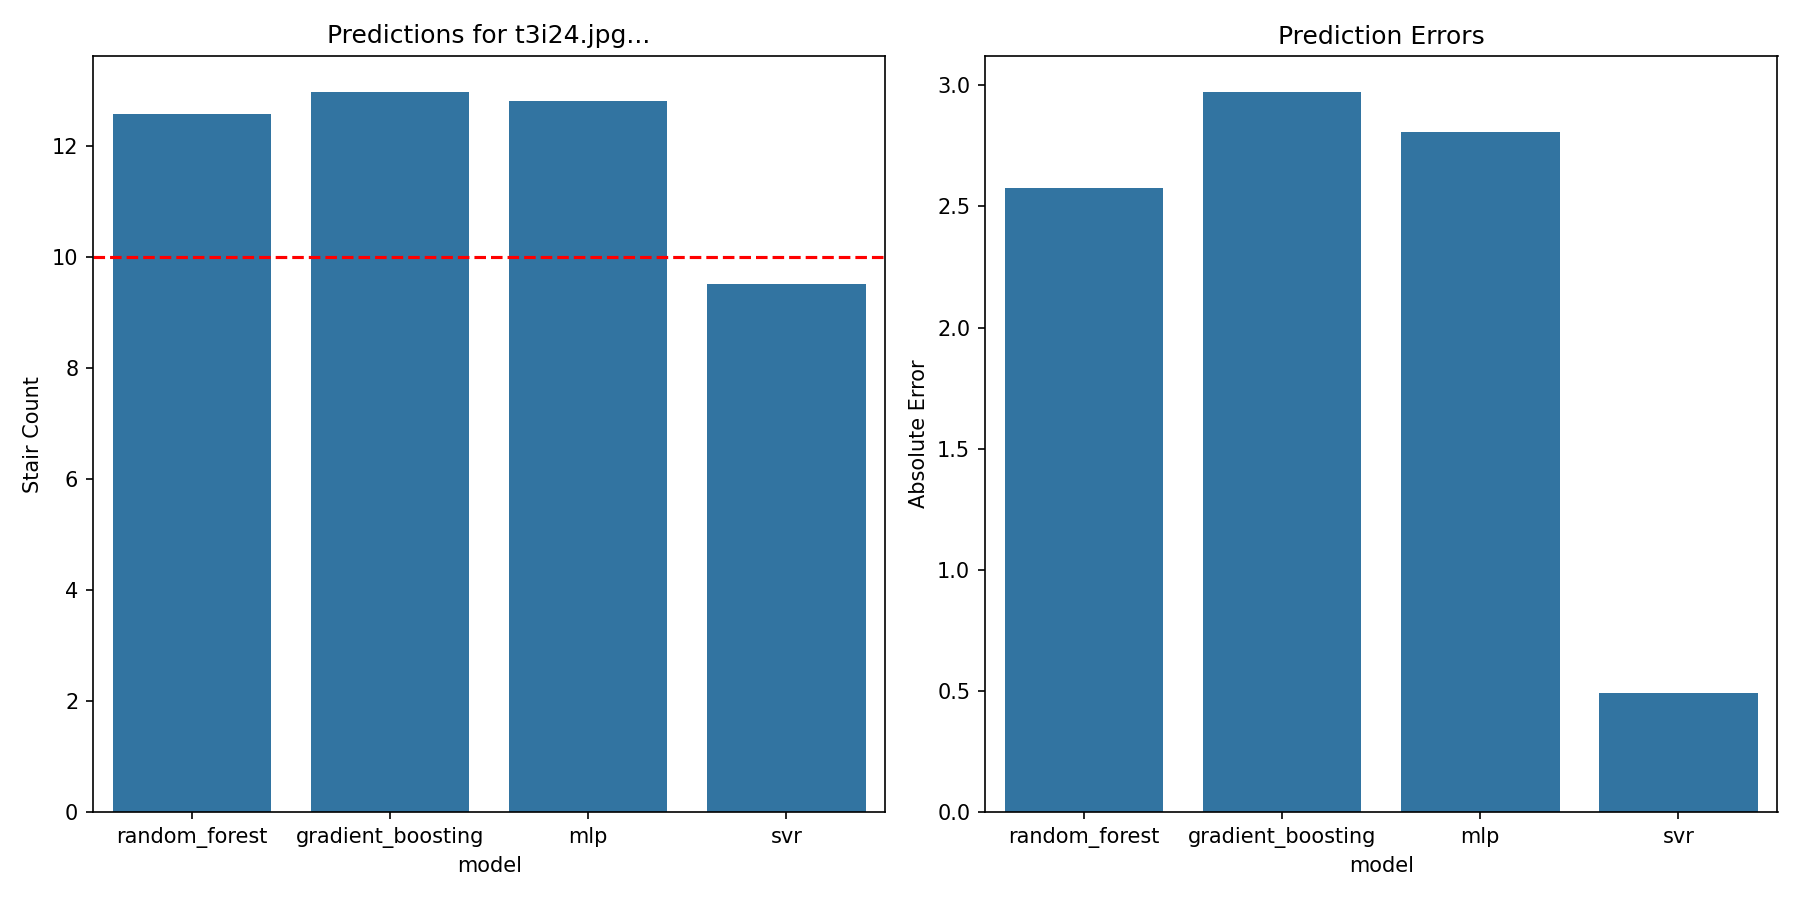 Predictions for t3i24.jpg...
Stair Count
12
10
8
6
4
2
0
random_forest gradient_boosting mlp svr
model
Prediction Errors
Absolute Error
3.0
2.5
2.0
1.5
1.0
0.5
0.0
random_forest gradient_boosting mlp svr
model